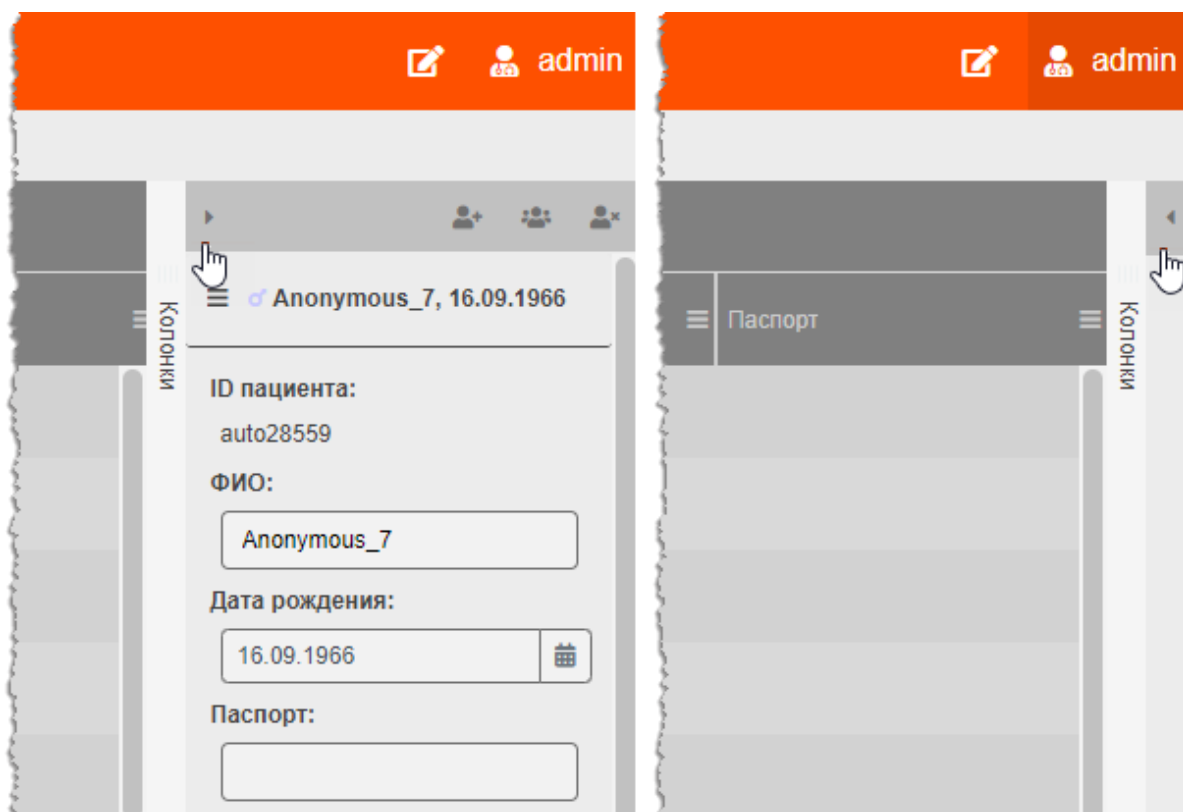 admin
Колонки
Anonymous_7, 16.09.1966
ID пациента:
auto28559
ФИО:
Anonymous_7
Дата рождения:
16.09.1966
Паспорт:
admin
Паспорт
Колонки